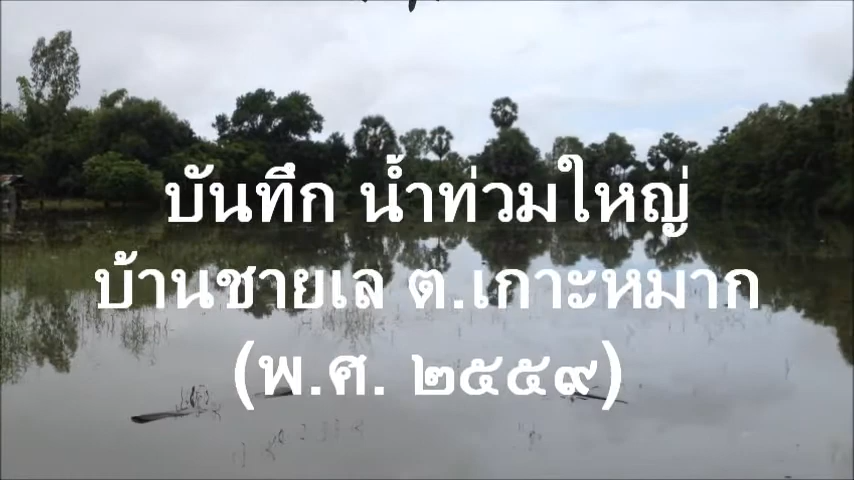 บันทึก น้ำท่วมใหญ่
บ้านชายเล ต.เกาะหมาก
(พ.ศ. ๒๕๕๙)